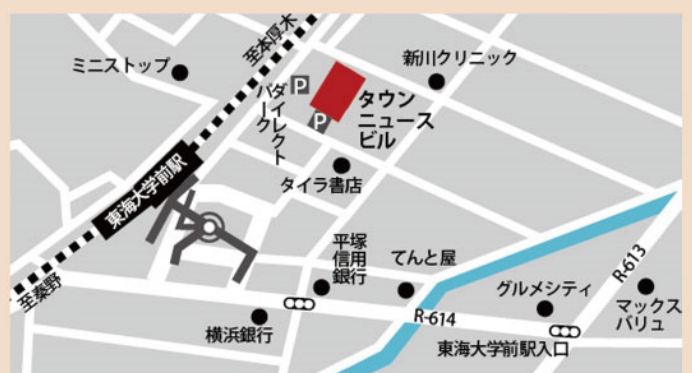 至本厚木
ミニストップ
新川クリニック
P
ダイレクト
パーク
P
タウン
ニュース
ビル
東海大学前駅
タイラ書店
平塚
信用
銀行
てんと屋
R-613
至秦野
グルメシティ
マックス
バリュ
R-614
横浜銀行
東海大学前駅入口